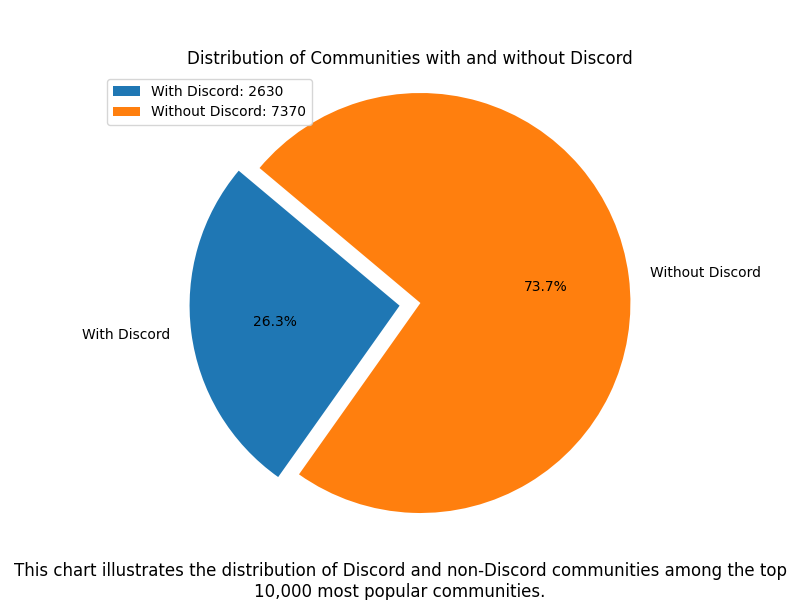 Distribution of Communities with and without Discord
With Discord: 2630
Without Discord: 7370
Without Discord
73.7%
26.3%
With Discord
This chart illustrates the distribution of Discord and non-Discord communities among the top
10,000 most popular communities.